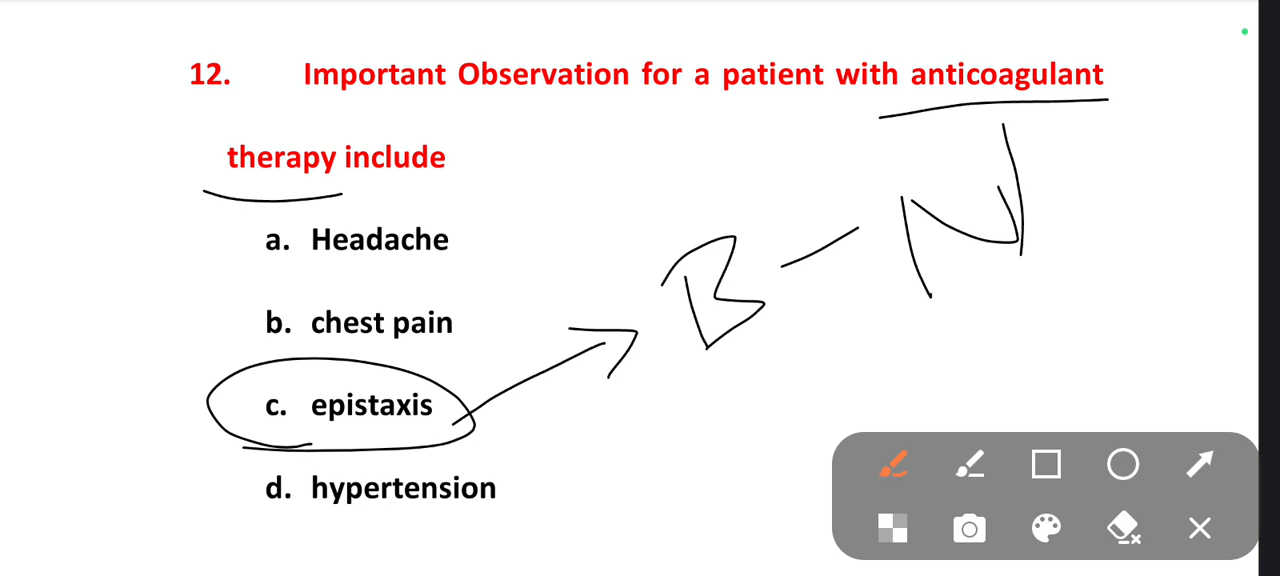 12. Important Observation for a patient with anticoagulant
therapy include
a. Headache
b. chest pain
B - N
c. epistaxis
d. hypertension